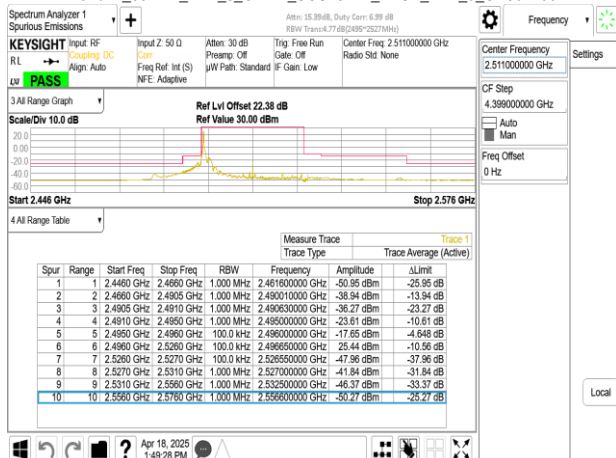 Spectrum Analyzer 1
Spurious Emissions
Attn: 15.39dB, Duty Corr: 6.99 dB
RBW Trans:4.77dB(2495~2527MHz)
Frequency
KEYSIGHT
RL
PASS
Input: RF
Coupling: DC
Align: Auto
Input Z: 50 Ω
Corr
Freq Ref: Int (S)
NFE: Adaptive
Atten: 30 dB
Preamp: Off
µW Path: Standard
Trig: Free Run
Gate: Off
IF Gain: Low
Center Freq: 2.511000000 GHz
Radio Std: None
Center Frequency
2.511000000 GHz
Settings
CF Step
4.399000000 GHz
Auto
Man
Freq Offset
0 Hz
3 All Range Graph
Scale/Div 10.0 dB
Ref Lvl Offset 22.38 dB
Ref Value 30.00 dBm
20.0
0.00
-20.0
-40.0
-60.0
Start 2.446 GHz
Stop 2.576 GHz
4 All Range Table
Measure Trace Trace 1
Trace Type Trace Average (Active)
Spur Range Start Freq Stop Freq RBW Frequency Amplitude ΔLimit
1 1 2.4460 GHz 2.4660 GHz 1.000 MHz 2.461600000 GHz -50.95 dBm -25.95 dB
2 2 2.4660 GHz 2.4905 GHz 1.000 MHz 2.490010000 GHz -38.94 dBm -13.94 dB
3 3 2.4905 GHz 2.4910 GHz 1.000 MHz 2.490630000 GHz -36.27 dBm -23.27 dB
4 4 2.4910 GHz 2.4950 GHz 1.000 MHz 2.495000000 GHz -23.61 dBm -10.61 dB
5 5 2.4950 GHz 2.4960 GHz 100.0 kHz 2.496000000 GHz -17.65 dBm -4.648 dB
6 6 2.4960 GHz 2.5260 GHz 100.0 kHz 2.496650000 GHz 25.44 dBm -10.56 dB
7 7 2.5260 GHz 2.5270 GHz 100.0 kHz 2.526550000 GHz -47.96 dBm -37.96 dB
8 8 2.5270 GHz 2.5310 GHz 1.000 MHz 2.527000000 GHz -41.84 dBm -31.84 dB
9 9 2.5310 GHz 2.5560 GHz 1.000 MHz 2.532500000 GHz -46.37 dBm -33.37 dB
10 10 2.5560 GHz 2.5760 GHz 1.000 MHz 2.556600000 GHz -50.27 dBm -25.27 dB
Local
Apr 18, 2025
1:49:28 PM